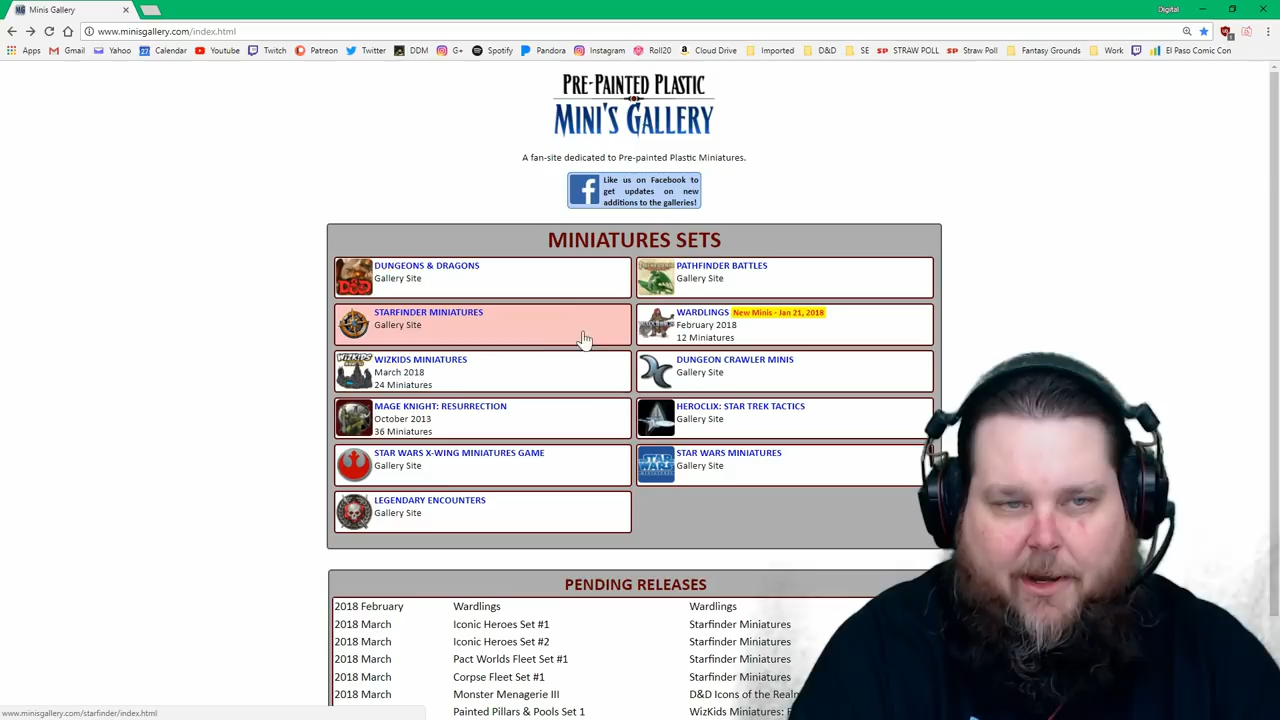 Minis Gallery
Digital
www.minisgallery.com/index.html
Apps Gmail Yahoo Calendar Youtube Twitch Patreon Twitter DDM G+ Spotify Pandora Instagram Roll20 Cloud Drive Imported D&D SE STRAW POLL Straw Poll Fantasy Grounds Work El Paso Comic Con
PRE-PAINTED PLASTIC
MINI'S GALLERY
A fan-site dedicated to Pre-painted Plastic Miniatures.
Like us on Facebook to
get updates on new
additions to the galleries!
MINIATURES SETS
DUNGEONS & DRAGONS
Gallery Site
PATHFINDER BATTLES
Gallery Site
STARFINDER MINIATURES
Gallery Site
WARDLINGS New Minis - Jan 21, 2018
February 2018
12 Miniatures
WIZKIDS MINIATURES
March 2018
24 Miniatures
DUNGEON CRAWLER MINIS
Gallery Site
MAGE KNIGHT: RESURRECTION
October 2013
36 Miniatures
HEROCLIX: STAR TREK TACTICS
Gallery Site
STAR WARS X-WING MINIATURES GAME
Gallery Site
STAR WARS MINIATURES
Gallery Site
LEGENDARY ENCOUNTERS
Gallery Site
PENDING RELEASES
2018 February Wardlings Wardlings
2018 March Iconic Heroes Set #1 Starfinder Miniatures
2018 March Iconic Heroes Set #2 Starfinder Miniatures
2018 March Pact Worlds Fleet Set #1 Starfinder Miniatures
2018 March Corpse Fleet Set #1 Starfinder Miniatures
2018 March Monster Menagerie III D&D Icons of the Realm
Painted Pillars & Pools Set 1 WizKids Miniatures:
www.minisgallery.com/starfinder/index.html